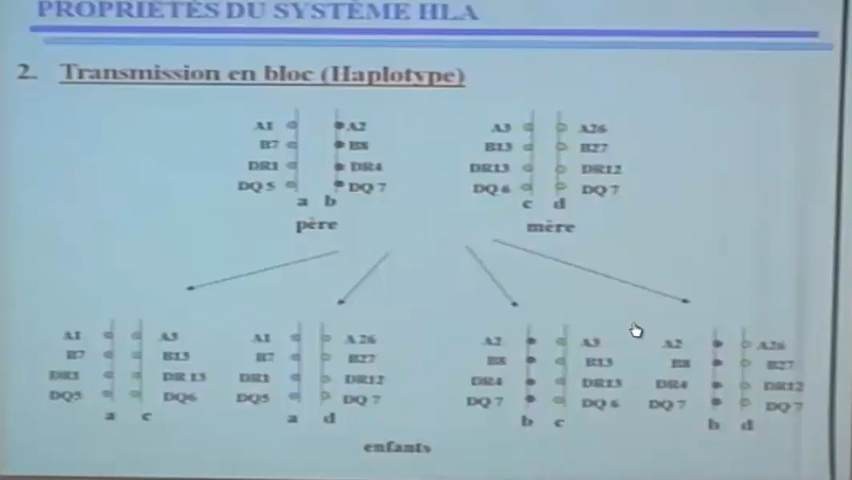 PROPRIÉTÉS DU SYSTÈME HLA
2. Transmission en bloc (Haplotype)
A1 A2 A3 A26
B7 B8 B13 B27
DR1 DR4 DR13 DR12
DQ 5 DQ 7 DQ 6 DQ 7
a b c d
père mère
A1 A3 A1 A26 A2 A3 A2 A26
B7 B13 B7 B27 B8 B13 B8 B27
DR1 DR 13 DR1 DR12 DR4 DR13 DR4 DR12
DQ5 DQ6 DQ5 DQ 7 DQ 7 DQ 6 DQ 7 DQ 7
a c a d b c b d
enfants